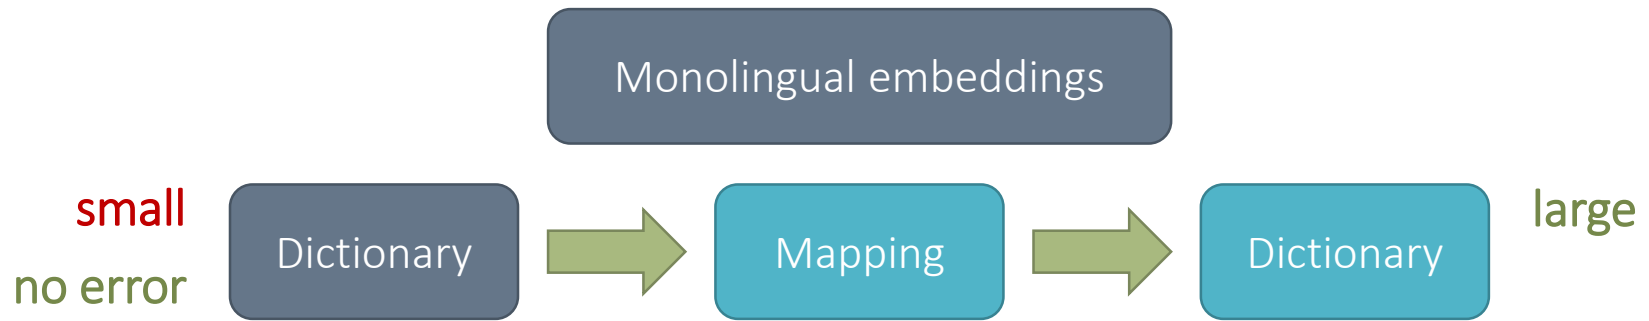 Monolingual embeddings
small
no error
Dictionary
Mapping
Dictionary
large